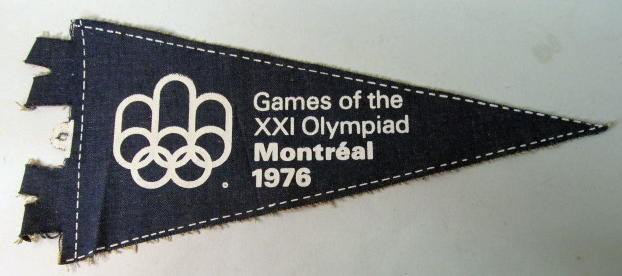 Games of the
XXI Olympiad
Montréal
1976